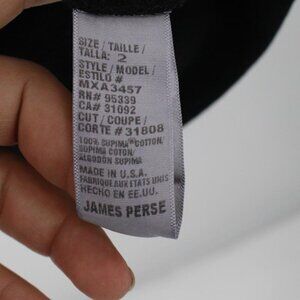 SIZE / TAILLE /
TALLA: 2
STYLE / MODEL /
ESTILO #
MXA3457
RN# 95339
CA# 31092
CUT / COUPE /
CORTE # 31808
100% SUPIMA® COTTON/
SUPIMA COTON/
ALGODON SUPIMA
MADE IN U.S.A.
FABRIQUE AUX ETATS UNIS
HECHO EN EE.UU.
JAMES PERSE